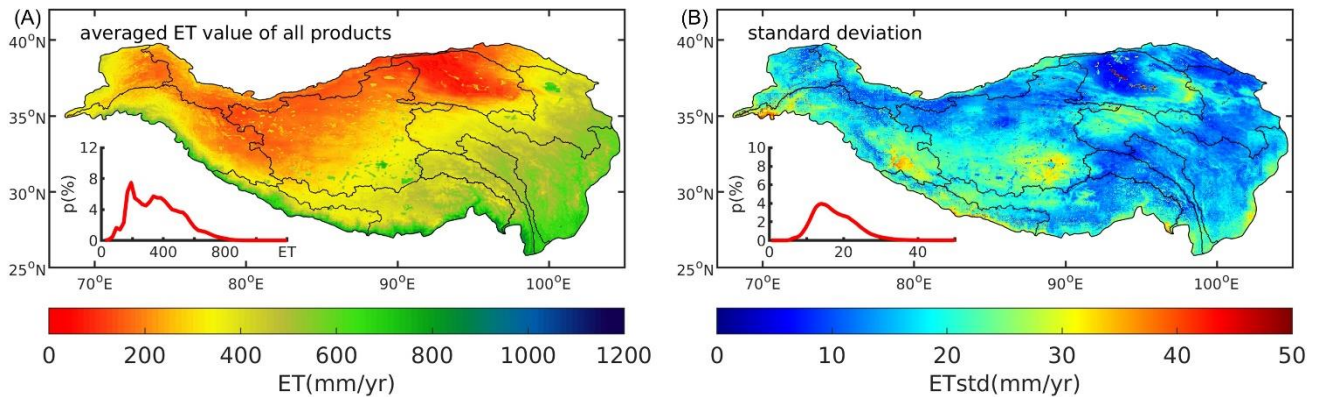 (A)
averaged ET value of all products
40°N
35°N
30°N
25°N
12
8
4
0
p(%)
0 400 800 ET
70°E 80°E 90°E 100°E
0 200 400 600 800 1000 1200
ET(mm/yr)
(B)
standard deviation
40°N
35°N
30°N
25°N
10
8
6
4
2
0
p(%)
0 20 40
70°E 80°E 90°E 100°E
0 10 20 30 40 50
ETstd(mm/yr)